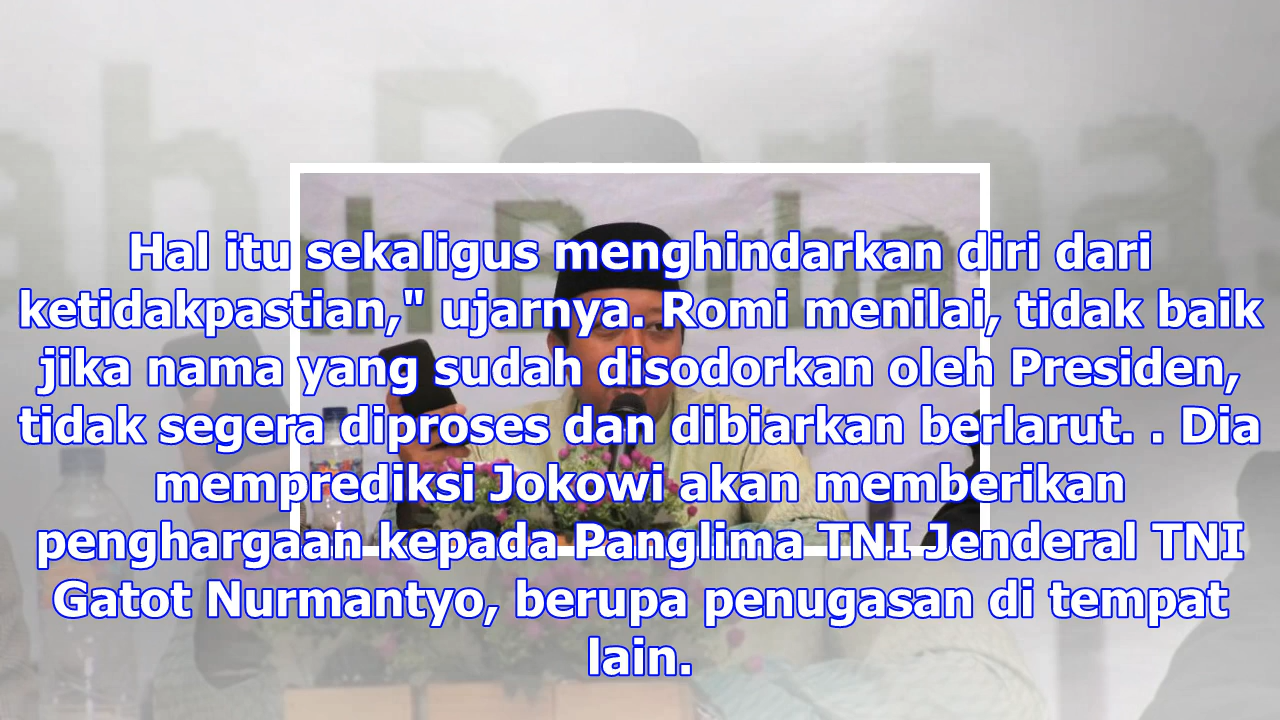 Hal itu sekaligus menghindarkan diri dari
ketidakpastian," ujarnya. Romi menilai, tidak baik
jika nama yang sudah disodorkan oleh Presiden,
tidak segera diproses dan dibiarkan berlarut. . Dia
memprediksi Jokowi akan memberikan
penghargaan kepada Panglima TNI Jenderal TNI
Gatot Nurmantyo, berupa penugasan di tempat
lain.